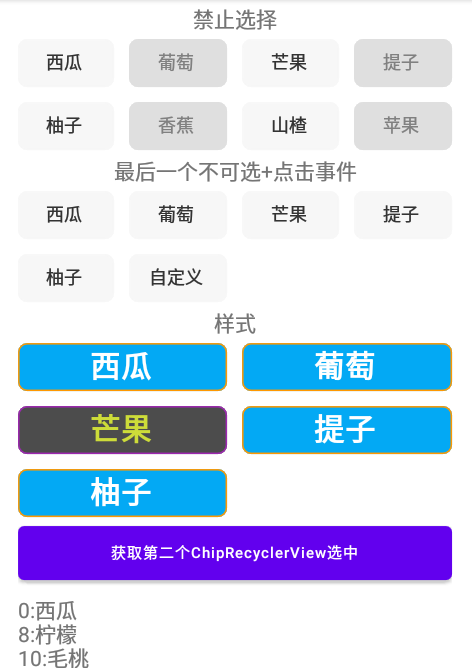 禁止选择
西瓜 葡萄 芒果 提子
柚子 香蕉 山楂 苹果
最后一个不可选+点击事件
西瓜 葡萄 芒果 提子
柚子 自定义
样式
西瓜 葡萄
芒果 提子
柚子
获取第二个ChipRecyclerView选中
0:西瓜
8:柠檬
10:毛桃